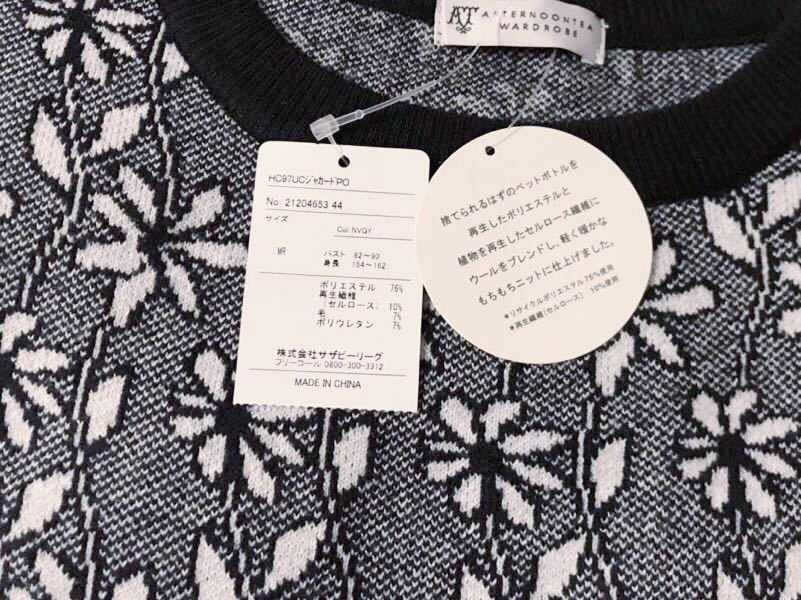 AFTERNOONTEA
WARDROBE
HC97UCジャカードPO
No. 21204653 44
サイズ
Col NVGY
MR バスト 82～90
身長 154～162
ポリエステル 76%
再生繊維
(セルロース) 10%
毛 7%
ポリウレタン 7%
株式会社サザビーリーグ
フリーコール 0800-300-3312
MADE IN CHINA
捨てられるはずのペットボトルを
再生したポリエステルと
植物を再生したセルロース繊維に
ウールをブレンドし、軽く暖かな
もちもちニットに仕上げました。
*リサイクルポリエステル76%使用
*再生繊維(セルロース) 10%使用